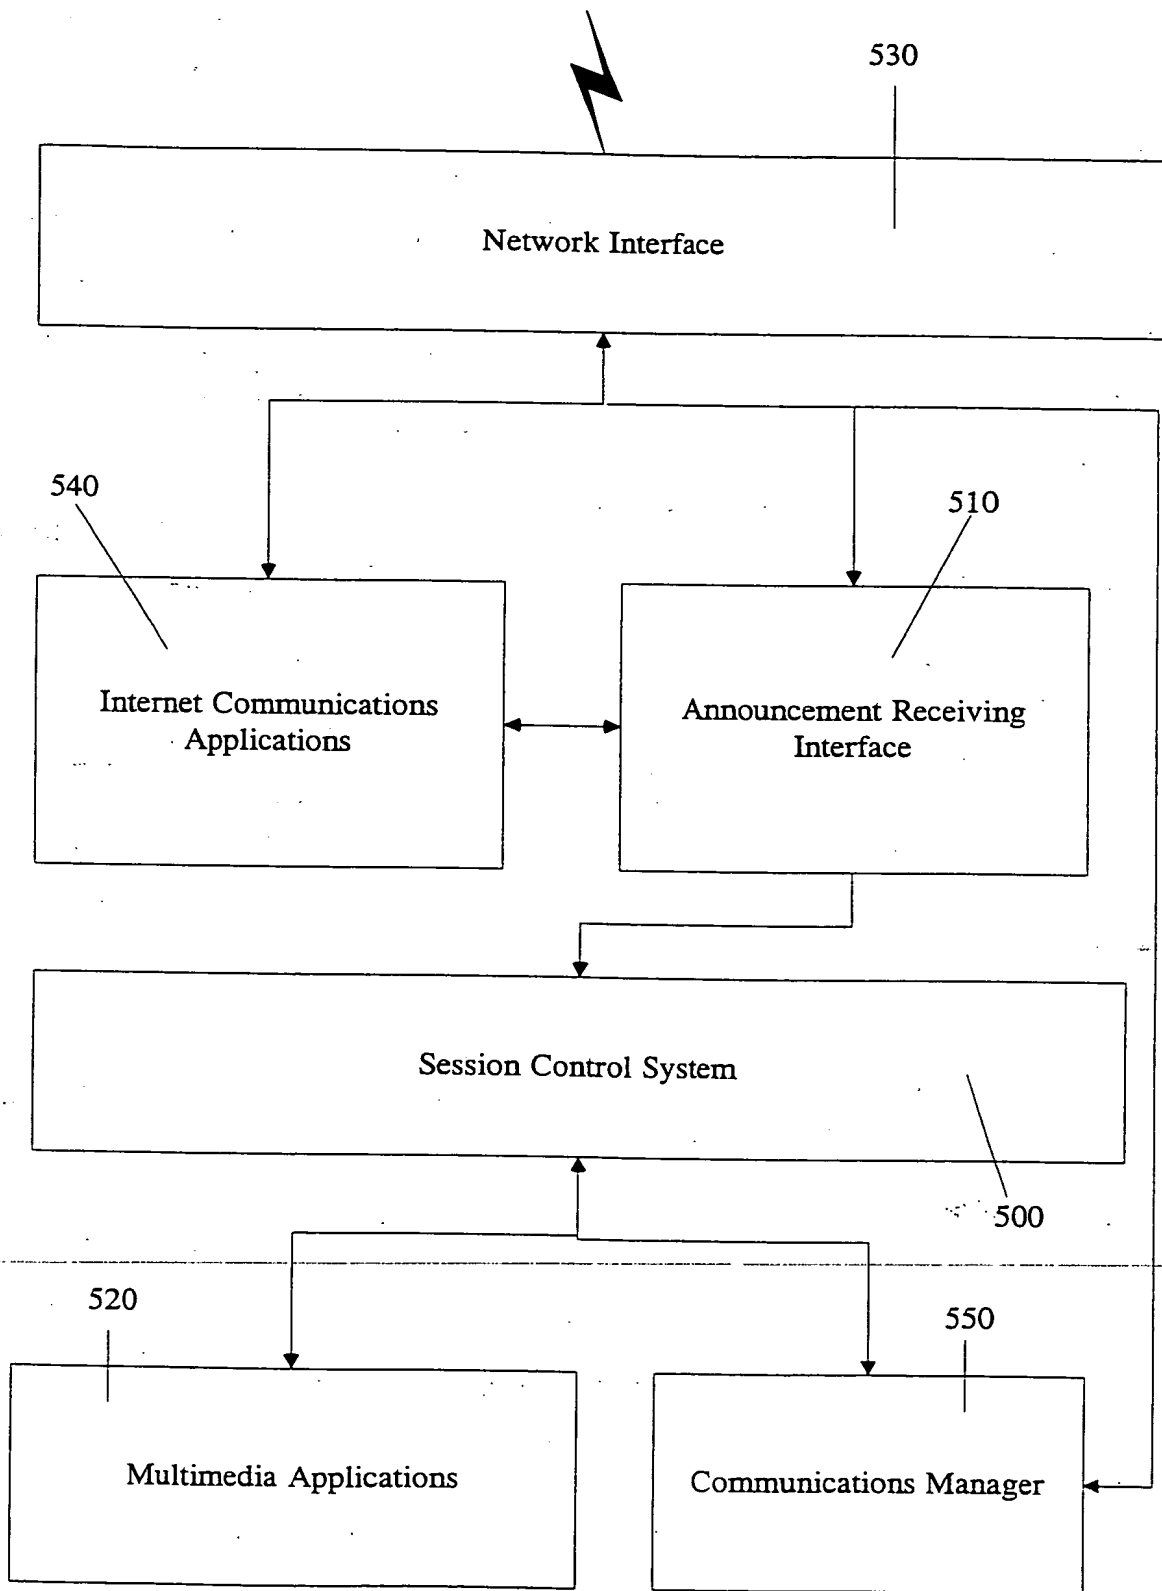 530
Network Interface
540
510
Internet Communications
Applications
Announcement Receiving
Interface
Session Control System
500
520
550
Multimedia Applications
Communications Manager